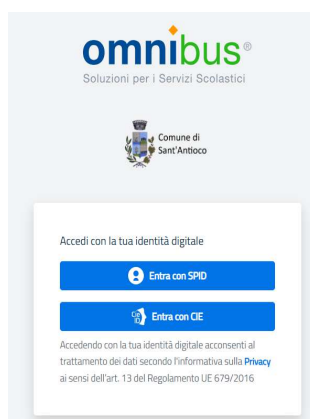 omnibus®
Soluzioni per i Servizi Scolastici
Comune di
Sant'Antioco
Accedi con la tua identità digitale
Entra con SPID
Entra con CIE
Accedendo con la tua identità digitale acconsenti al
trattamento dei dati secondo l'informativa sulla Privacy
ai sensi dell'art. 13 del Regolamento UE 679/2016